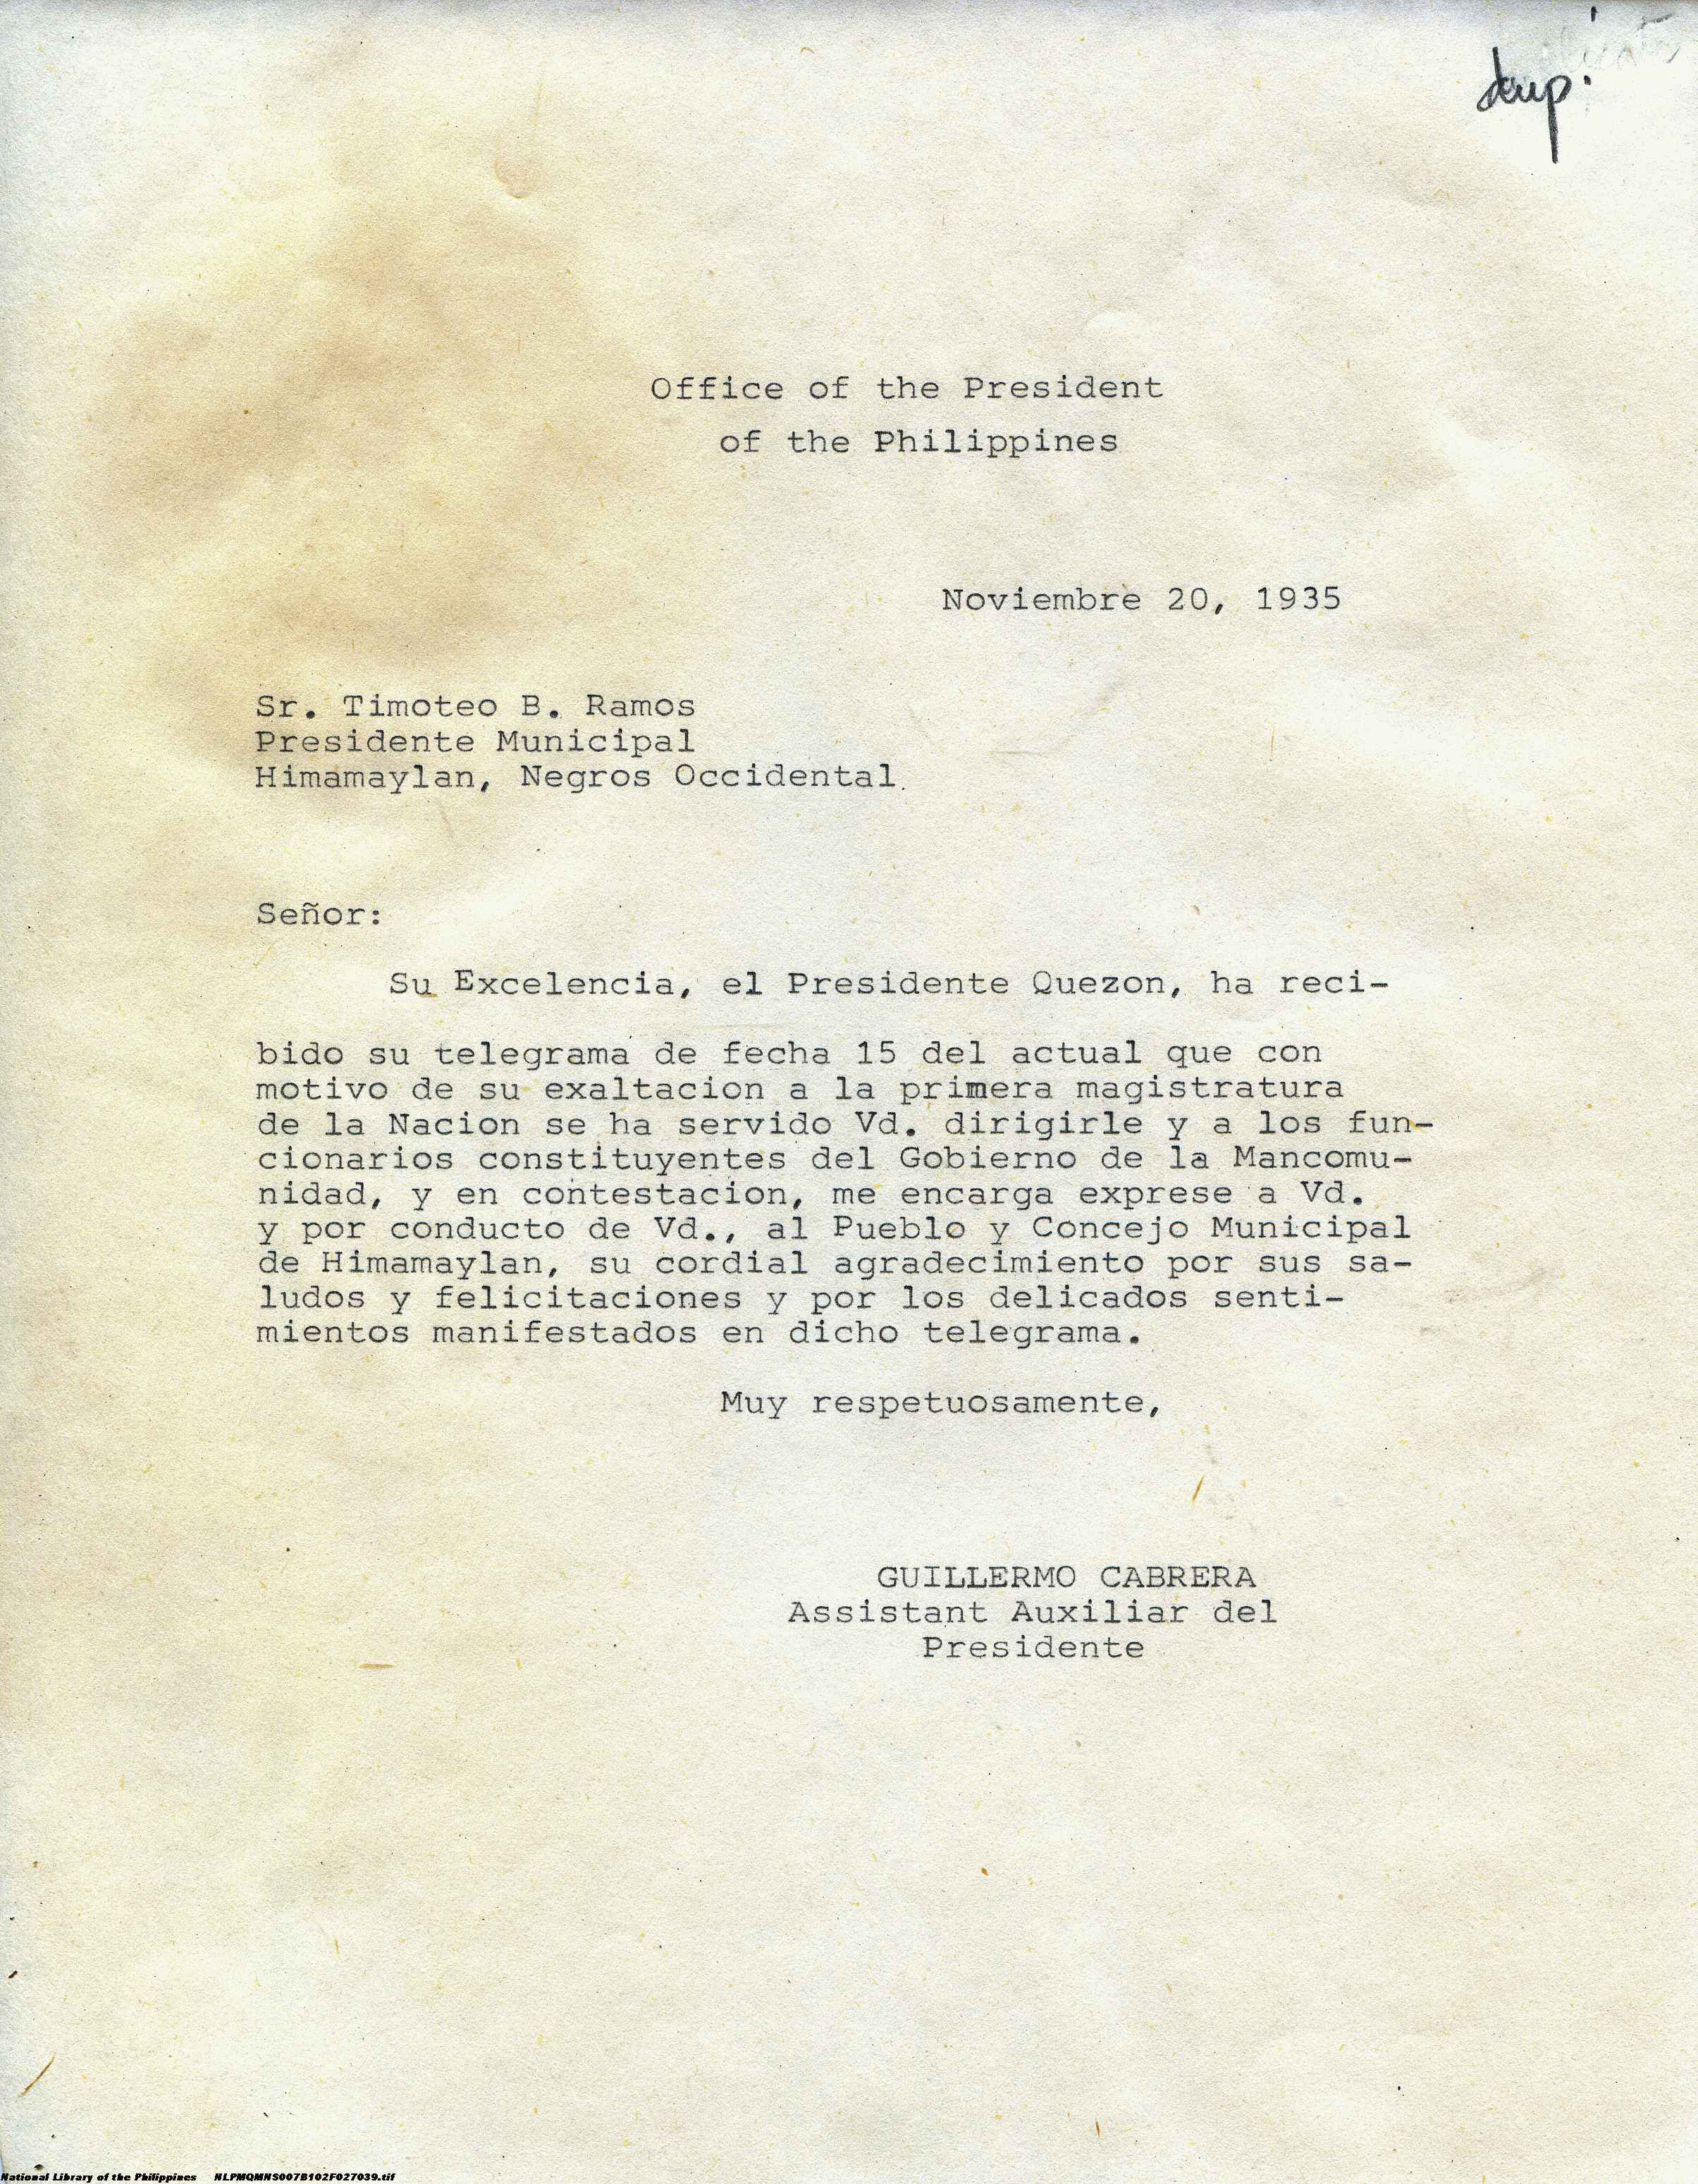 dup.
Office of the President
of the Philippines
Noviembre 20, 1935
Sr. Timoteo B. Ramos
Presidente Municipal
Himamaylan, Negros Occidental.
Señor:
Su Excelencia, el Presidente Quezon, ha reci-
bido su telegrama de fecha 15 del actual que con
motivo de su exaltacion a la primera magistratura
de la Nacion se ha servido Vd. dirigirle y a los fun-
cionarios constituyentes del Gobierno de la Mancomu-
nidad, y en contestacion, me encarga exprese a Vd.
y por conducto de Vd., al Pueblo y Concejo Municipal
de Himamaylan, su cordial agradecimiento por sus sa-
ludos y felicitaciones y por los delicados senti-
mientos manifestados en dicho telegrama.
Muy respetuosamente,
GUILLERMO CABRERA
Assistant Auxiliar del
Presidente
National Library of the Philippines NLPMQMNS007B102F027039.tif